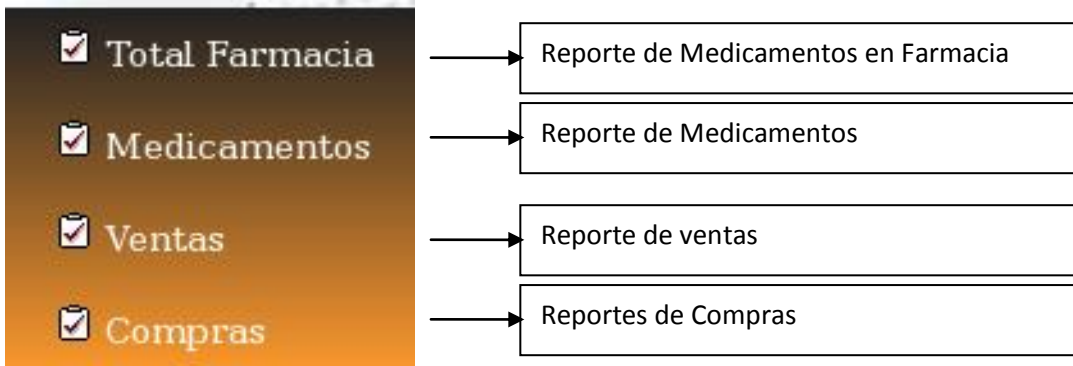 Total Farmacia
Reporte de Medicamentos en Farmacia
Medicamentos
Reporte de Medicamentos
Ventas
Reporte de ventas
Compras
Reportes de Compras